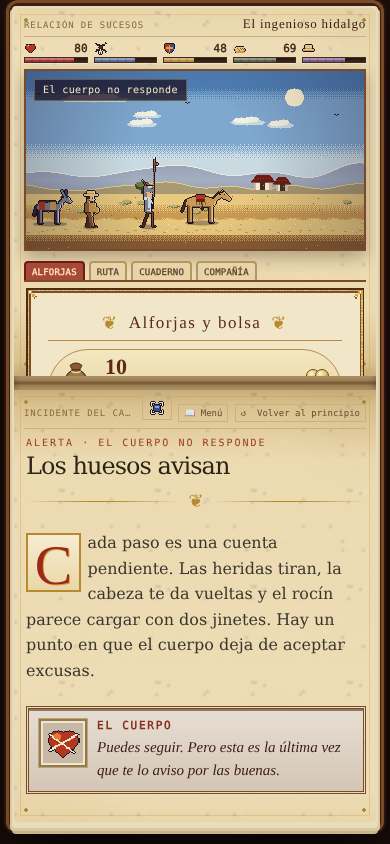 RELACIÓN DE SUCESOS
El ingenioso hidalgo
80 48 69
El cuerpo no responde
ALFORJAS RUTA CUADERNO COMPAÑÍA
Alforjas y bolsa
10
INCIDENTE DEL CA… Menú ↺ Volver al principio
ALERTA · EL CUERPO NO RESPONDE
Los huesos avisan
Cada paso es una cuenta
pendiente. Las heridas tiran, la
cabeza te da vueltas y el rocín
parece cargar con dos jinetes. Hay un
punto en que el cuerpo deja de aceptar
excusas.
EL CUERPO
Puedes seguir. Pero esta es la última vez
que te lo aviso por las buenas.